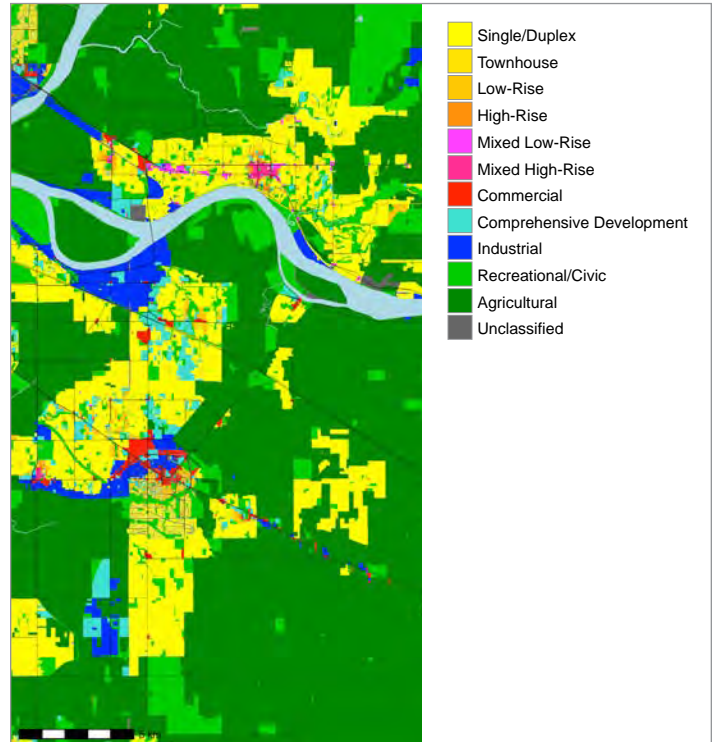 Single/Duplex
Townhouse
Low-Rise
High-Rise
Mixed Low-Rise
Mixed High-Rise
Commercial
Comprehensive Development
Industrial
Recreational/Civic
Agricultural
Unclassified